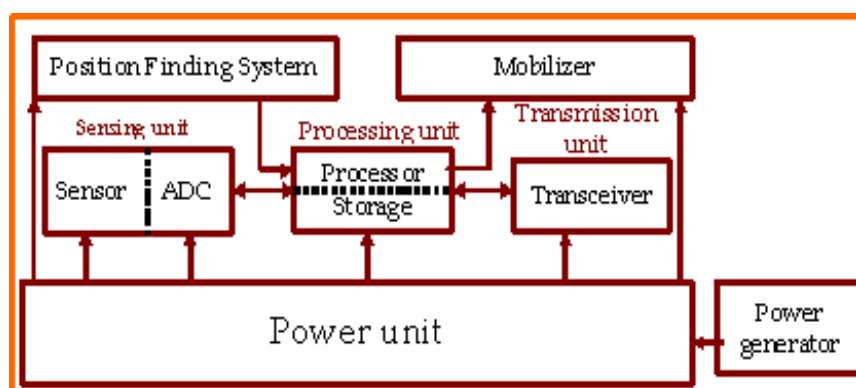 Position Finding System
Mobilizer
Sensing unit
Processing unit
Transmission
unit
Sensor
ADC
Processor
Storage
Transceiver
Power unit
Power
generator